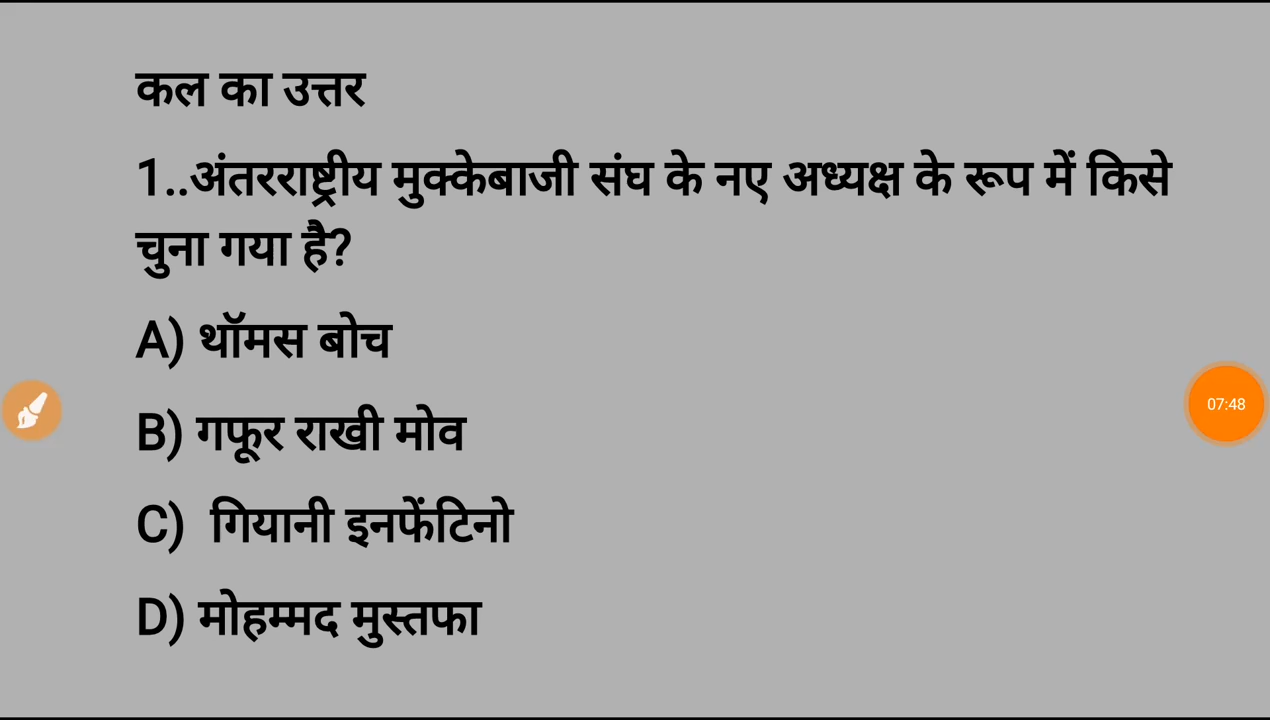 कल का उत्तर
1..अंतरराष्ट्रीय मुक्केबाजी संघ के नए अध्यक्ष के रूप में किसे
चुना गया है?
A) थॉमस बोच
B) गफूर राखी मोव
07:48
C) गियानी इनफेंटिनो
D) मोहम्मद मुस्तफा